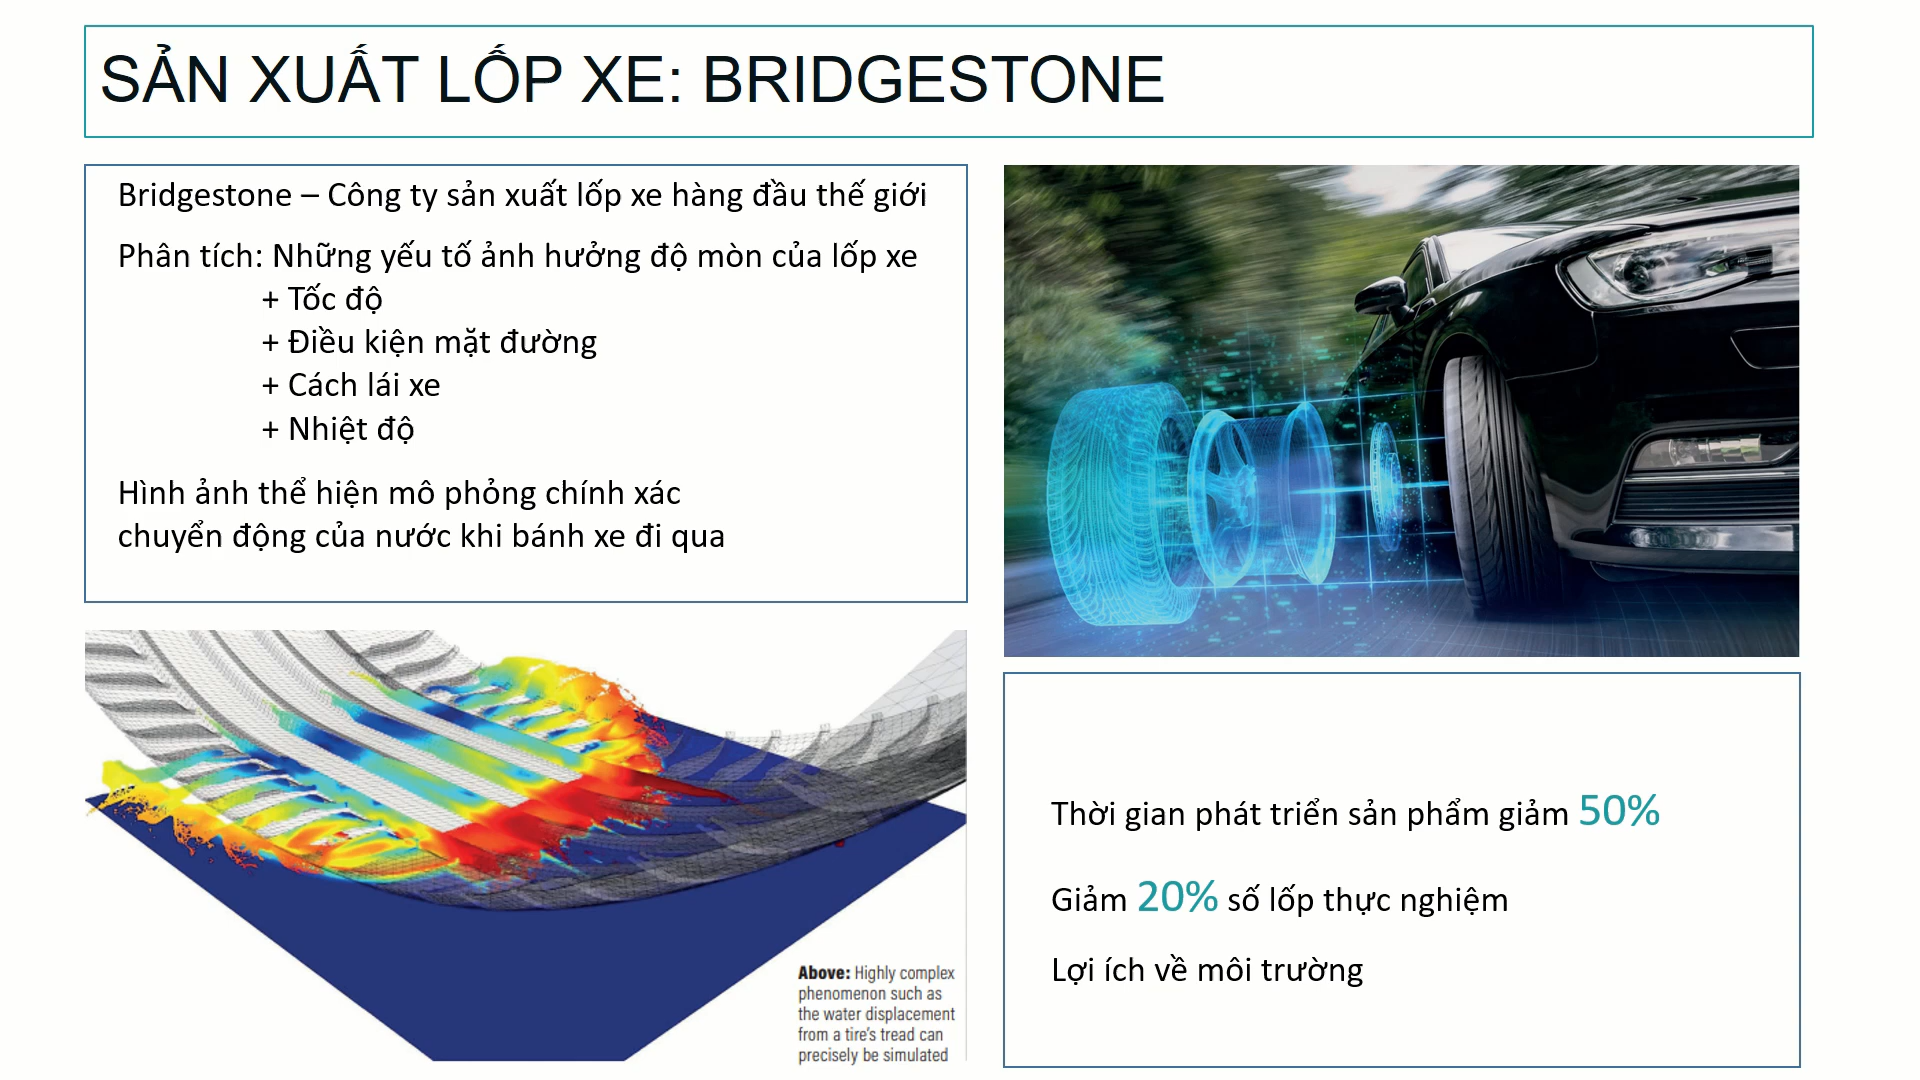 SẢN XUẤT LỐP XE: BRIDGESTONE
Bridgestone – Công ty sản xuất lốp xe hàng đầu thế giới
Phân tích: Những yếu tố ảnh hưởng độ mòn của lốp xe
+ Tốc độ
+ Điều kiện mặt đường
+ Cách lái xe
+ Nhiệt độ
Hình ảnh thể hiện mô phỏng chính xác
chuyển động của nước khi bánh xe đi qua
Above: Highly complex
phenomenon such as
the water displacement
from a tire's tread can
precisely be simulated
Thời gian phát triển sản phẩm giảm 50%
Giảm 20% số lốp thực nghiệm
Lợi ích về môi trường